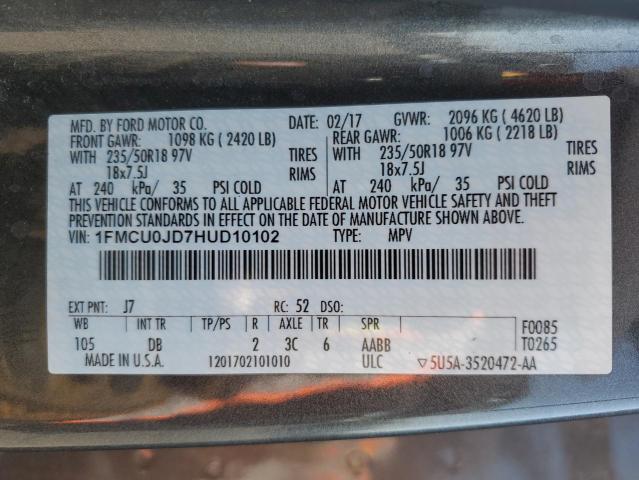 MFD. BY FORD MOTOR CO. DATE: 02/17 GVWR: 2096 KG ( 4620 LB)
FRONT GAWR: 1098 KG ( 2420 LB) REAR GAWR: 1006 KG ( 2218 LB)
WITH 235/50R18 97V TIRES WITH 235/50R18 97V TIRES
18x7.5J RIMS 18x7.5J RIMS
AT 240 kPa/ 35 PSI COLD AT 240 kPa/ 35 PSI COLD
THIS VEHICLE CONFORMS TO ALL APPLICABLE FEDERAL MOTOR VEHICLE SAFETY AND THEFT
PREVENTION STANDARDS IN EFFECT ON THE DATE OF MANUFACTURE SHOWN ABOVE.
VIN: 1FMCU0JD7HUD10102 TYPE: MPV
EXT PNT: J7 RC: 52 DSO:
WB INT TR TP/PS R AXLE TR SPR F0085
105 DB 2 3C 6 AABB T0265
MADE IN U.S.A. 1201702101010 ULC ▽5U5A-3520472-AA